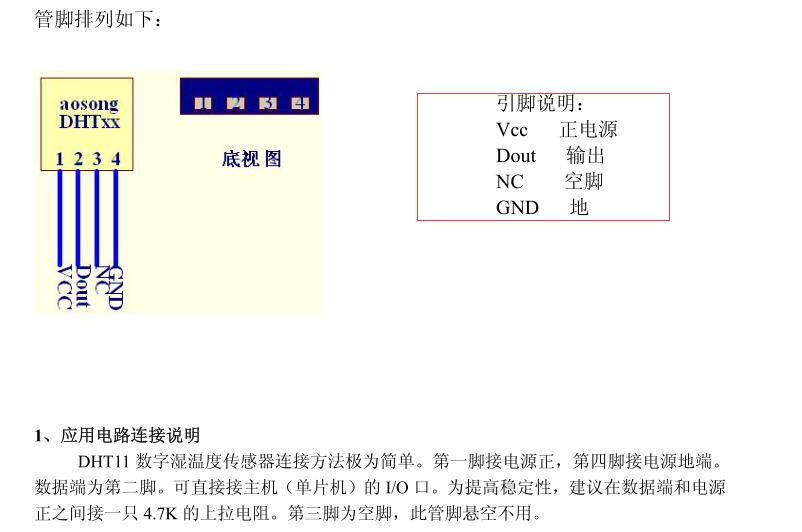 管脚排列如下：
aosong
DHTxx
1 2 3 4
VCC
Dout
NC
GND
1 2 3 4
底视图
引脚说明：
Vcc 正电源
Dout 输出
NC 空脚
GND 地
1、应用电路连接说明
DHT11 数字湿温度传感器连接方法极为简单。第一脚接电源正，第四脚接电源地端。
数据端为第二脚。可直接接主机（单片机）的 I/O 口。为提高稳定性，建议在数据端和电源
正之间接一只 4.7K 的上拉电阻。第三脚为空脚，此管脚悬空不用。